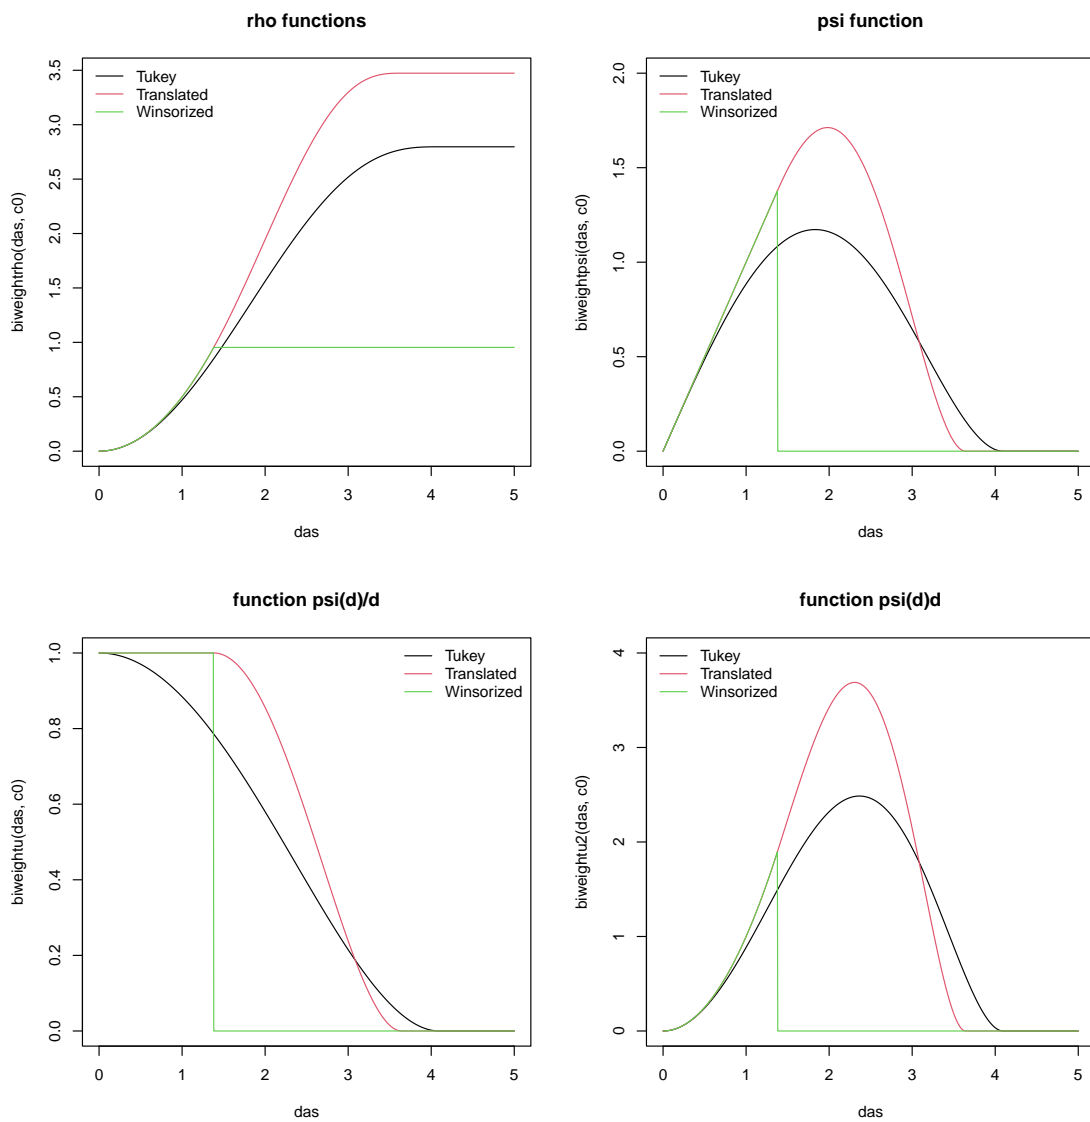 rho functions
Tukey
Translated
Winsorized
biweightrho(das, c0)
0.0 0.5 1.0 1.5 2.0 2.5 3.0 3.5
0 1 2 3 4 5
das
psi function
Tukey
Translated
Winsorized
biweightpsi(das, c0)
0.0 0.5 1.0 1.5 2.0
0 1 2 3 4 5
das
function psi(d)/d
Tukey
Translated
Winsorized
biweightu(das, c0)
0.0 0.2 0.4 0.6 0.8 1.0
0 1 2 3 4 5
das
function psi(d)d
Tukey
Translated
Winsorized
biweightu2(das, c0)
0 1 2 3 4
0 1 2 3 4 5
das